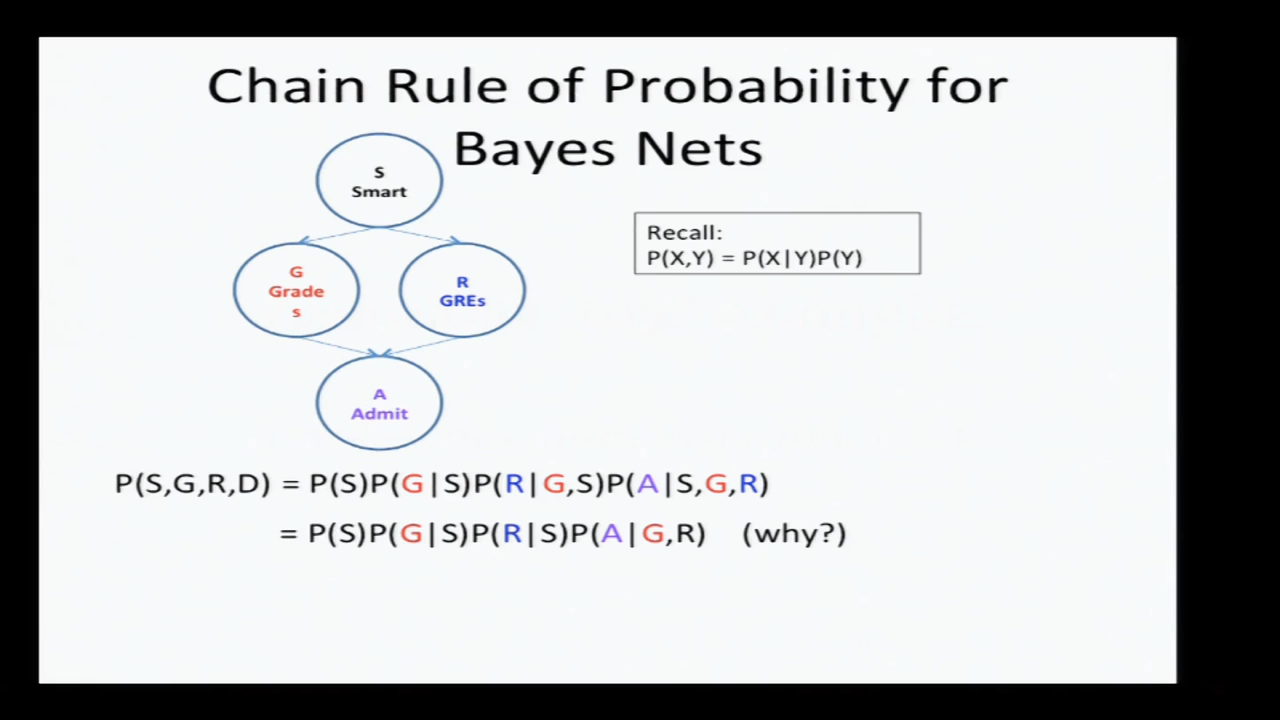 Chain Rule of Probability for
Bayes Nets
S
Smart
Recall:
P(X,Y) = P(X|Y)P(Y)
G
Grade
s
R
GREs
A
Admit
P(S,G,R,D) = P(S)P(G|S)P(R|G,S)P(A|S,G,R)
= P(S)P(G|S)P(R|S)P(A|G,R) (why?)